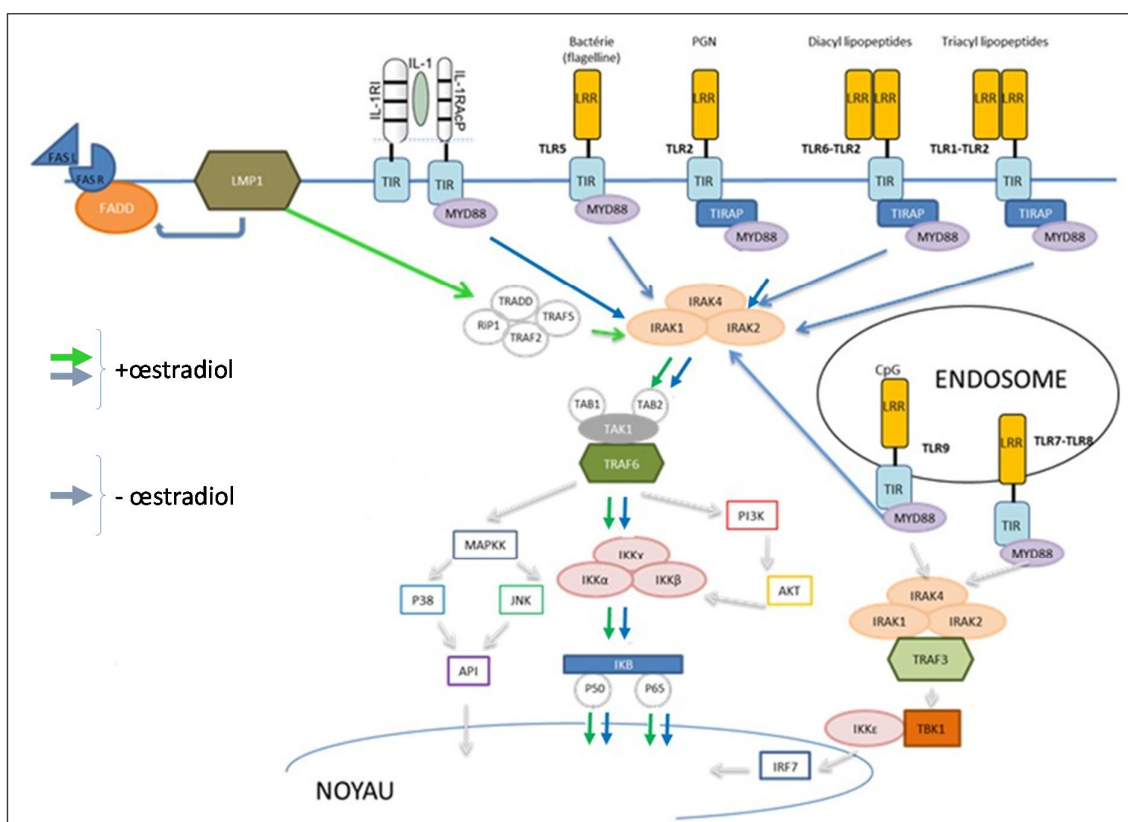 Bactérie
(flagelline)
PGN
Diacyl lipopeptides
Triacyl lipopeptides
IL-1RI
IL-1
IL-1RAcP
LRR
LRR
LRR
LRR
LRR
LRR
FAS L
FAS R
FADD
LMP1
TLR5
TLR2
TLR6-TLR2
TLR1-TLR2
TIR
TIR
TIR
TIR
TIR
TIR
MYD88
MYD88
TIRAP
MYD88
TIRAP
MYD88
TIRAP
MYD88
TRADD
RIP1
TRAF5
TRAF2
IRAK4
IRAK1
IRAK2
+œstradiol
- œstradiol
CpG
ENDOSOME
LRR
LRR
TLR9
TLR7-TLR8
TIR
MYD88
TIR
MYD88
TAB1
TAB2
TAK1
TRAF6
MAPKK
PI3K
P38
JNK
IKKγ
IKKα
IKKβ
AKT
API
IKB
P50
P65
IRAK4
IRAK1
IRAK2
TRAF3
IKKε
TBK1
IRF7
NOYAU